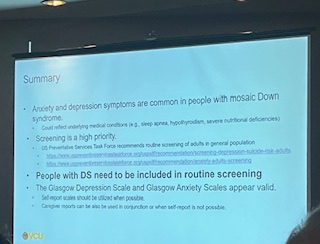 Summary
• Anxiety and depression symptoms are common in people with mosaic Down
syndrome.
• Could reflect underlying medical conditions (e.g., sleep apnea, hypothyroidism, severe nutritional deficiencies)
• Screening is a high priority.
• US Preventive Services Task Force recommends routine screening of adults in general population
• https://www.uspreventiveservicestaskforce.org/uspstf/recommendation/screening-depression-suicide-risk-adults
• https://www.uspreventiveservicestaskforce.org/uspstf/recommendation/anxiety-adults-screening
• People with DS need to be included in routine screening
• The Glasgow Depression Scale and Glasgow Anxiety Scales appear valid.
• Self-report scales should be utilized when possible.
• Caregiver reports can be also be used in conjunction or when self-report is not possible.
VCU